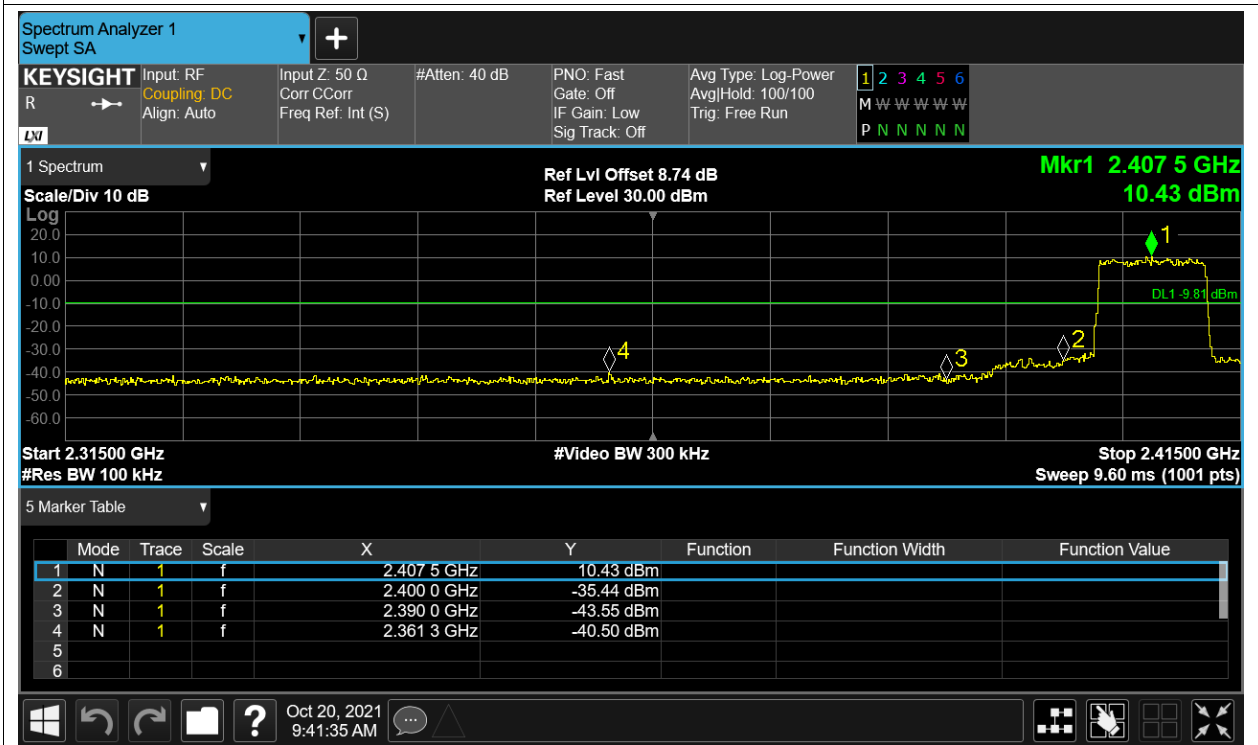 Spectrum Analyzer 1
Swept SA
KEYSIGHT
R
LXI
Input: RF
Coupling: DC
Align: Auto
Input Z: 50 Ω
Corr CCorr
Freq Ref: Int (S)
#Atten: 40 dB
PNO: Fast
Gate: Off
IF Gain: Low
Sig Track: Off
Avg Type: Log-Power
Avg|Hold: 100/100
Trig: Free Run
1 2 3 4 5 6
M W W W W W
P N N N N N
1 Spectrum
Scale/Div 10 dB
Ref Lvl Offset 8.74 dB
Ref Level 30.00 dBm
Mkr1 2.407 5 GHz
10.43 dBm
Log
20.0
10.0
0.00
-10.0
-20.0
-30.0
-40.0
-50.0
-60.0
1
DL1 -9.81 dBm
2
3
4
Start 2.31500 GHz
#Video BW 300 kHz
Stop 2.41500 GHz
#Res BW 100 kHz
Sweep 9.60 ms (1001 pts)
5 Marker Table
Mode Trace Scale X Y Function Function Width Function Value
1 N 1 f 2.407 5 GHz 10.43 dBm
2 N 1 f 2.400 0 GHz -35.44 dBm
3 N 1 f 2.390 0 GHz -43.55 dBm
4 N 1 f 2.361 3 GHz -40.50 dBm
5
6
?
Oct 20, 2021
9:41:35 AM